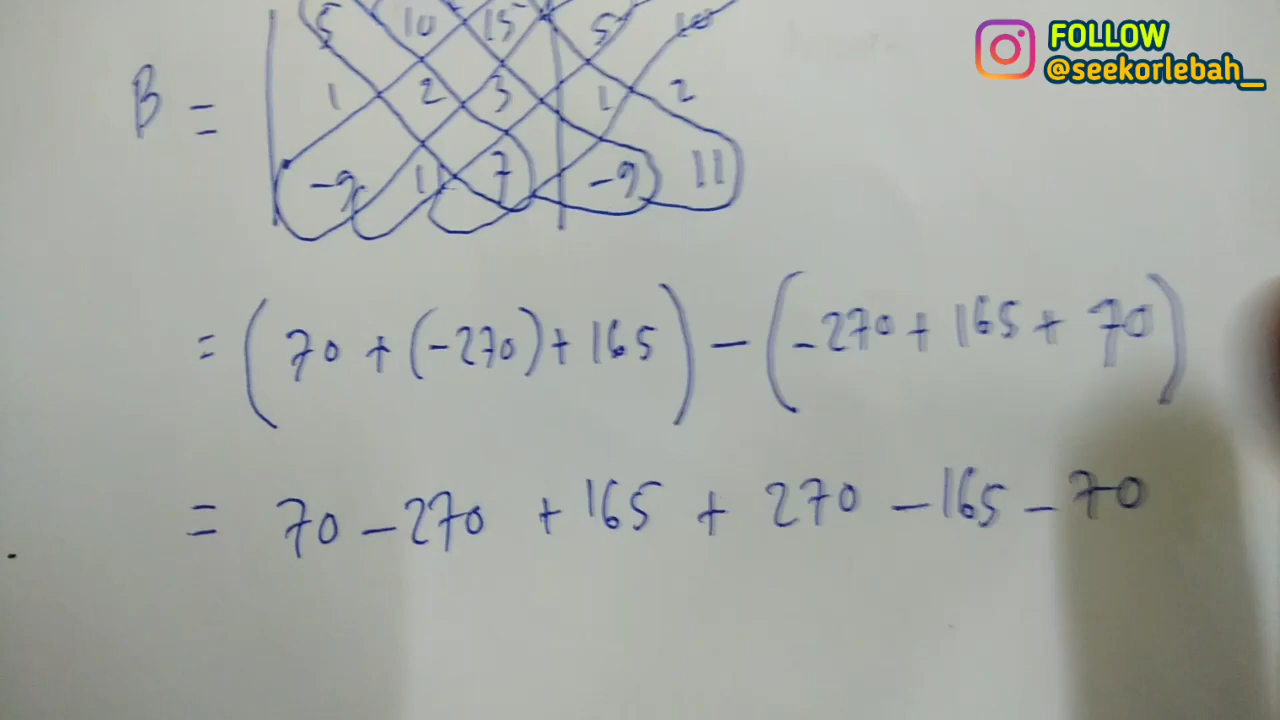 FOLLOW
@seekorlebah_
5 10 15 5 10
B = 1 2 3 1 2
-9 1 7 -9 11
= (70 + (-270) + 165) - (-270 + 165 + 70)
= 70 - 270 + 165 + 270 - 165 - 70